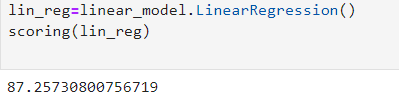 lin_reg=linear_model.LinearRegression()
scoring(lin_reg)
87.25730800756719